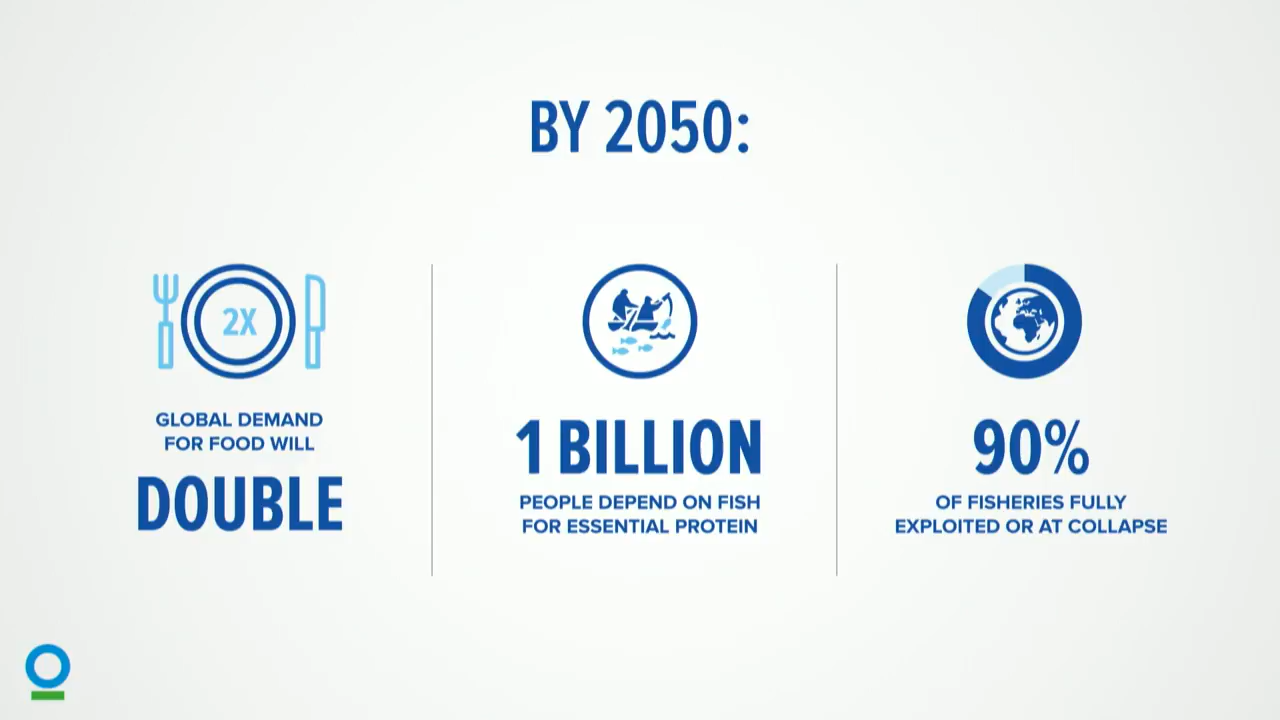 BY 2050:
2X
GLOBAL DEMAND
FOR FOOD WILL
DOUBLE
1 BILLION
PEOPLE DEPEND ON FISH
FOR ESSENTIAL PROTEIN
90%
OF FISHERIES FULLY
EXPLOITED OR AT COLLAPSE